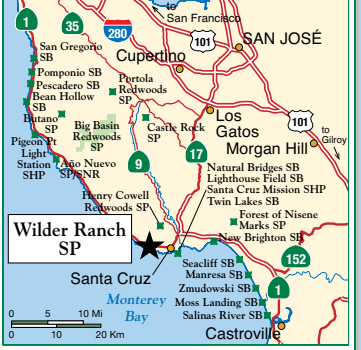 to
San Francisco
1
35
280
101
SAN JOSÉ
San Gregorio
SB
Cupertino
Pomponio SB
Pescadero SB
Portola
Redwoods
SP
Bean Hollow
SB
Butano
SP
Big Basin
Redwoods
SP
Castle Rock
SP
Los
Gatos
101
to
Gilroy
Pigeon Pt
Light
Station
SHP
Morgan Hill
Año Nuevo
SP/SNR
9
17
Natural Bridges SB
Lighthouse Field SB
Santa Cruz Mission SHP
Twin Lakes SB
Henry Cowell
Redwoods SP
Forest of Nisene
Marks SP
New Brighton SB
Wilder Ranch
SP
152
Seacliff SB
Manresa SB
Santa Cruz
Zmudowski SB
1
Monterey
Bay
Moss Landing SB
Salinas River SB
0 5 10 Mi
0 10 20 Km
Castroville